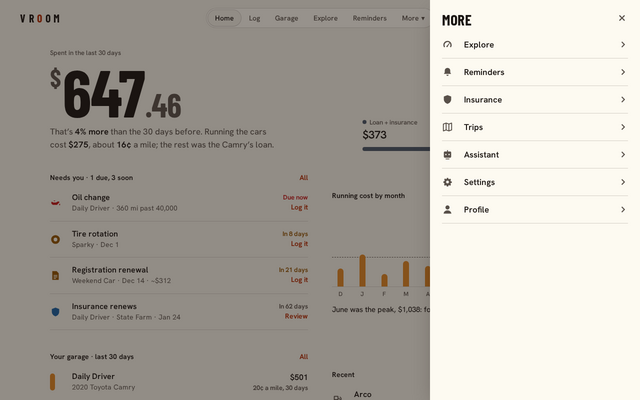 VROOM
Home
Log
Garage
Explore
Reminders
More ▾
Spent in the last 30 days
$647.46
That's 4% more than the 30 days before. Running the cars
cost $275, about 16¢ a mile; the rest was the Camry's loan.
Loan + insurance
$373
Needs you · 1 due, 3 soon
All
Oil change
Due now
Daily Driver · 360 mi past 40,000
Log it
Tire rotation
in 8 days
Sparky · Dec 1
Log it
Registration renewal
in 21 days
Weekend Car · Dec 14 · ~$312
Log it
Insurance renews
in 62 days
Daily Driver · State Farm · Jan 24
Review
Running cost by month
D J F M A
June was the peak, $1,038: fo
Your garage · last 30 days
All
Daily Driver
$501
2020 Toyota Camry
20¢ a mile, 30 days
Recent
Arco
MORE
Explore
Reminders
Insurance
Trips
Assistant
Settings
Profile